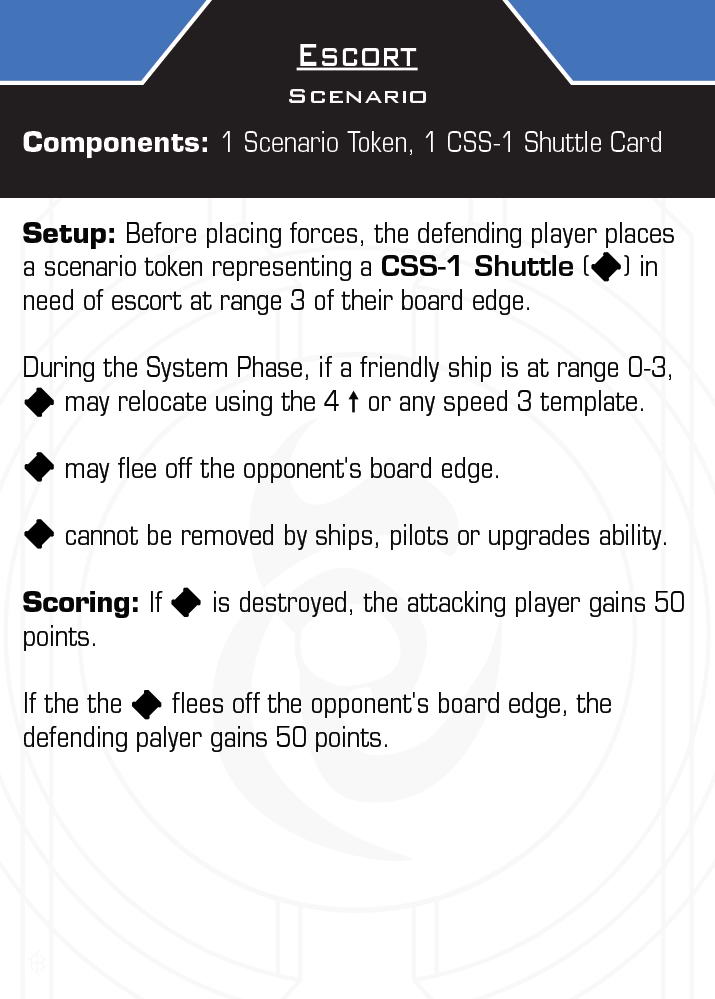 Escort
Scenario
Components: 1 Scenario Token, 1 CSS-1 Shuttle Card
Setup: Before placing forces, the defending player places
a scenario token representing a CSS-1 Shuttle (◆) in
need of escort at range 3 of their board edge.
During the System Phase, if a friendly ship is at range 0-3,
◆ may relocate using the 4 ↑ or any speed 3 template.
◆ may flee off the opponent's board edge.
◆ cannot be removed by ships, pilots or upgrades ability.
Scoring: If ◆ is destroyed, the attacking player gains 50
points.
If the the ◆ flees off the opponent's board edge, the
defending palyer gains 50 points.